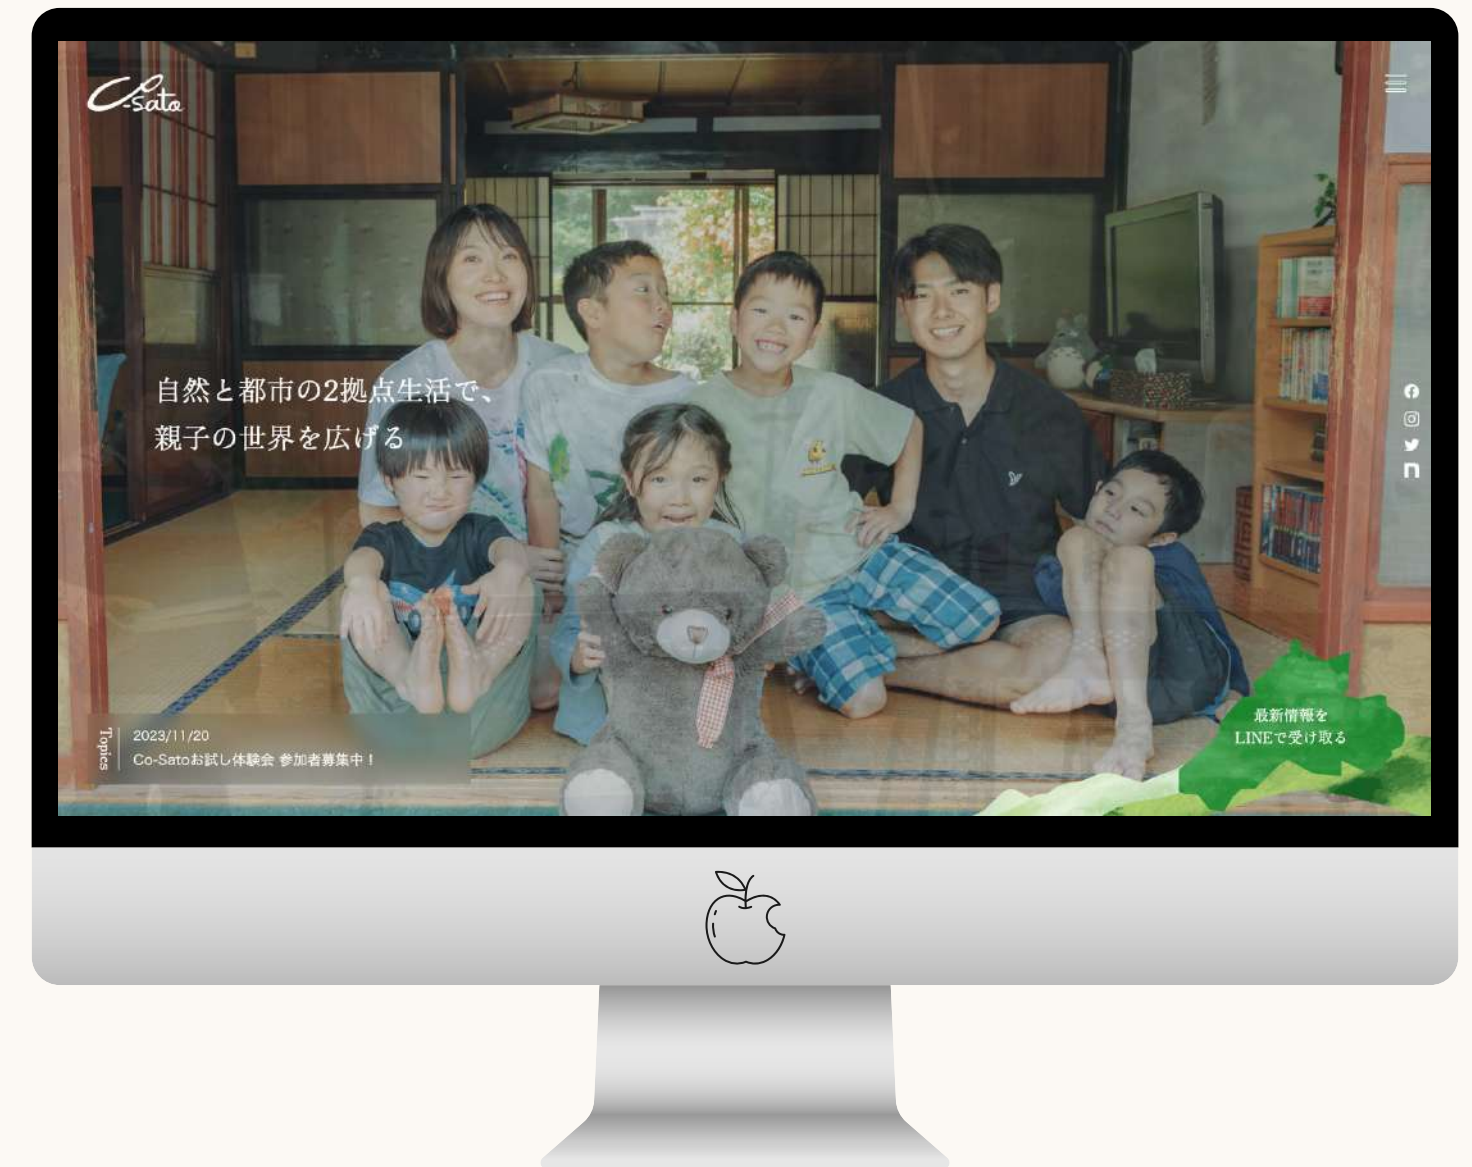 Co-Sato
自然と都市の2拠点生活で、
親子の世界を広げる
Topics
2023/11/20
Co-Satoお試し体験会 参加者募集中！
最新情報を
LINEで受け取る